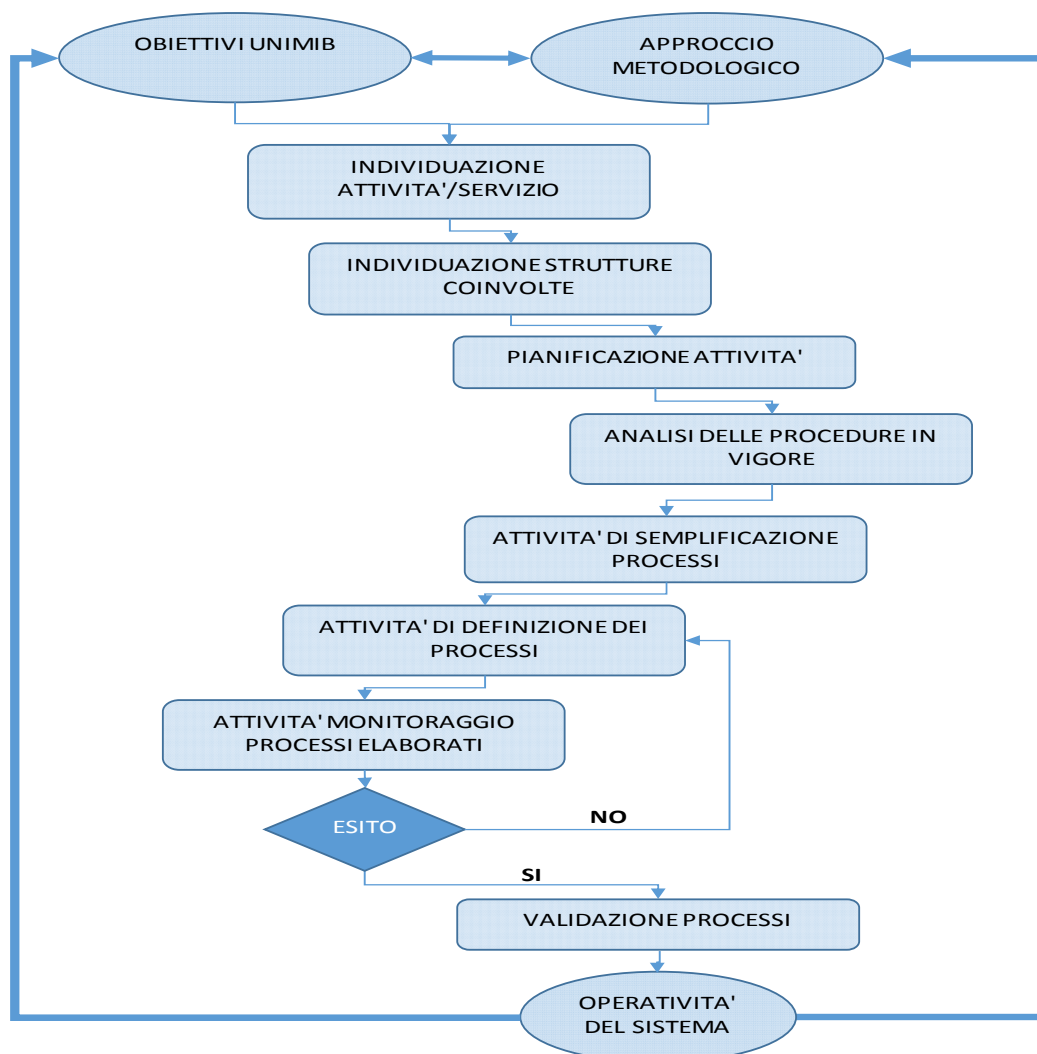 OBIETTIVI UNIMIB
APPROCCIO
METODOLOGICO
INDIVIDUAZIONE
ATTIVITA'/SERVIZIO
INDIVIDUAZIONE STRUTTURE
COINVOLTE
PIANIFICAZIONE ATTIVITA'
ANALISI DELLE PROCEDURE IN
VIGORE
ATTIVITA' DI SEMPLIFICAZIONE
PROCESSI
ATTIVITA' DI DEFINIZIONE DEI
PROCESSI
ATTIVITA' MONITORAGGIO
PROCESSI ELABORATI
ESITO
NO
SI
VALIDAZIONE PROCESSI
OPERATIVITA'
DEL SISTEMA